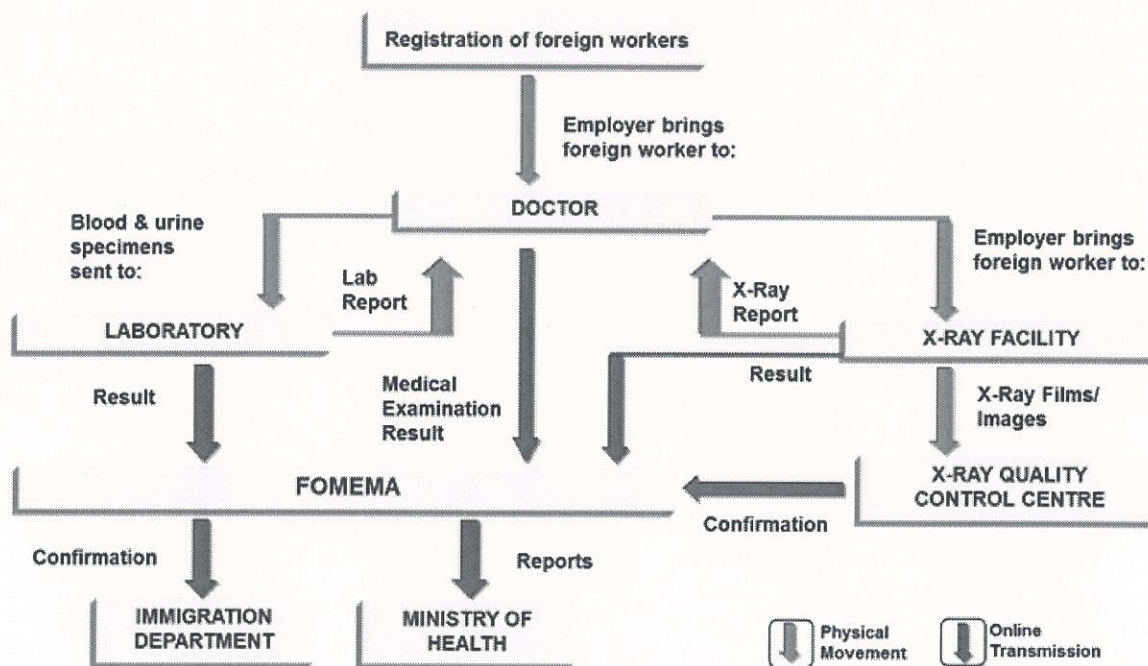 Registration of foreign workers
Employer brings
foreign worker to:
DOCTOR
Blood & urine
specimens
sent to:
Employer brings
foreign worker to:
Lab
Report
X-Ray
Report
LABORATORY
X-RAY FACILITY
Result
Medical
Examination
Result
Result
X-Ray Films/
Images
FOMEMA
X-RAY QUALITY
CONTROL CENTRE
Confirmation
Confirmation
Reports
IMMIGRATION
DEPARTMENT
MINISTRY OF
HEALTH
Physical
Movement
Online
Transmission